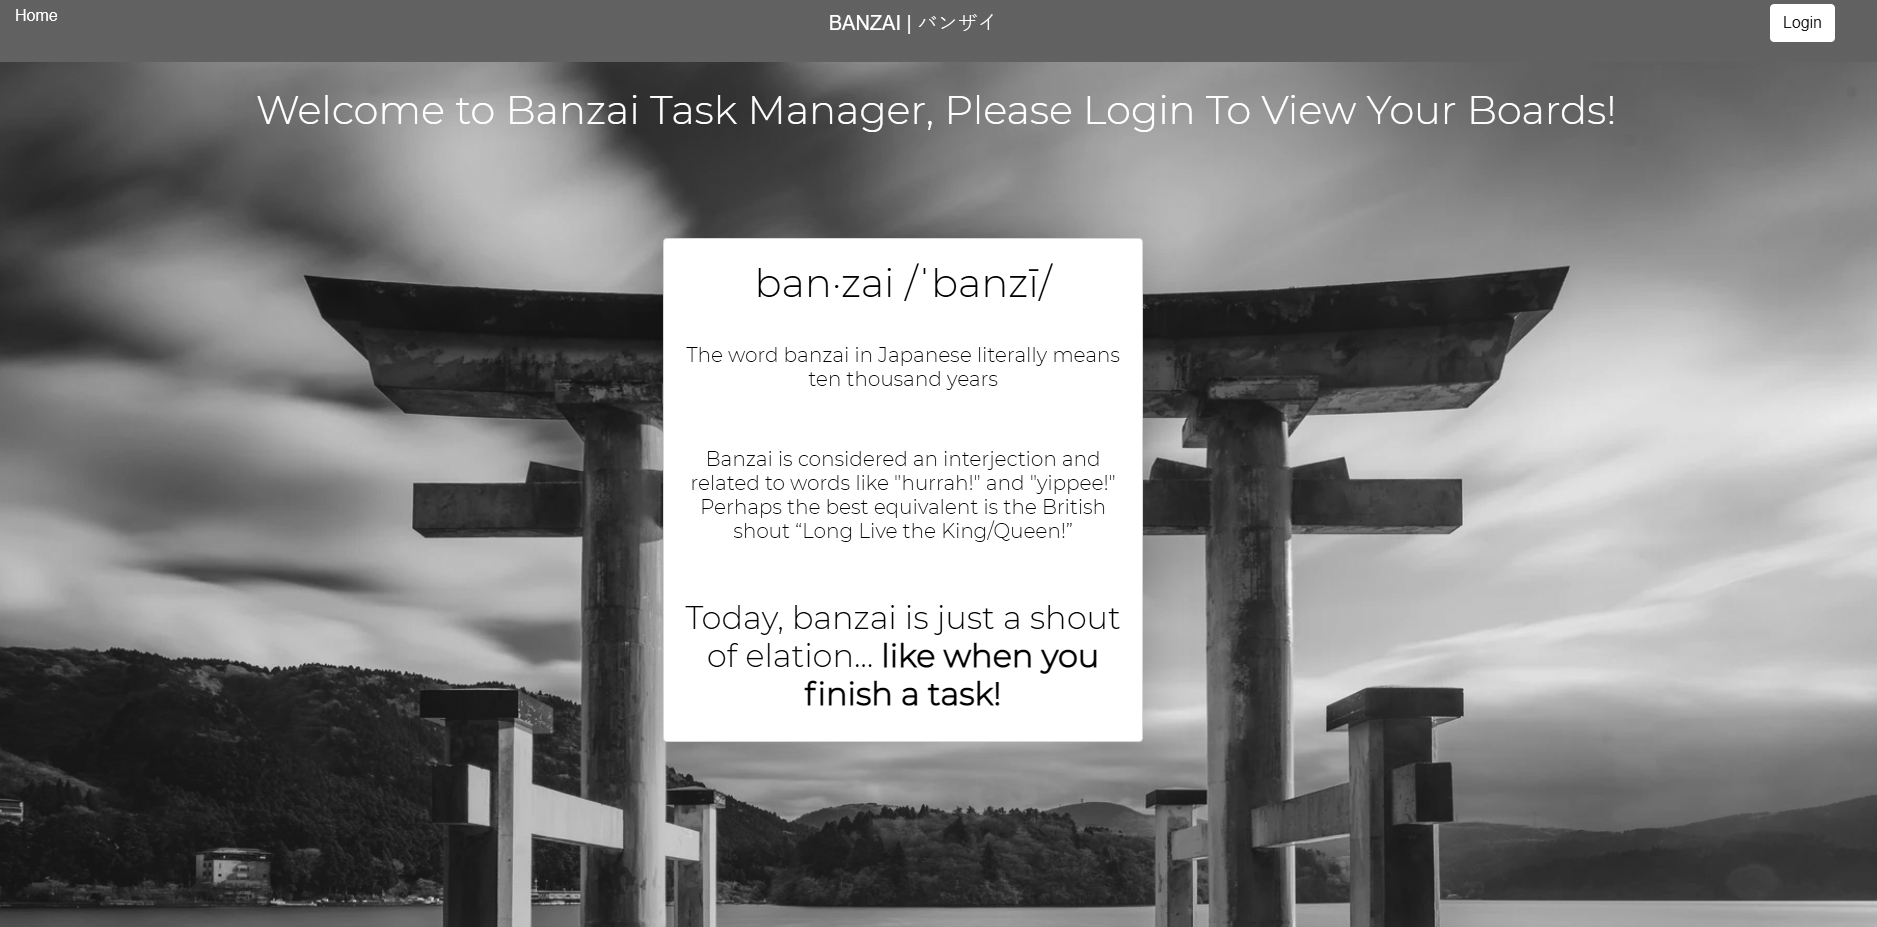 Home
BANZAI | バンザイ
Login
Welcome to Banzai Task Manager, Please Login To View Your Boards!
ban·zai /ˈbanzī/
The word banzai in Japanese literally means
ten thousand years
Banzai is considered an interjection and
related to words like "hurrah!" and "yippee!"
Perhaps the best equivalent is the British
shout “Long Live the King/Queen!”
Today, banzai is just a shout
of elation... like when you
finish a task!